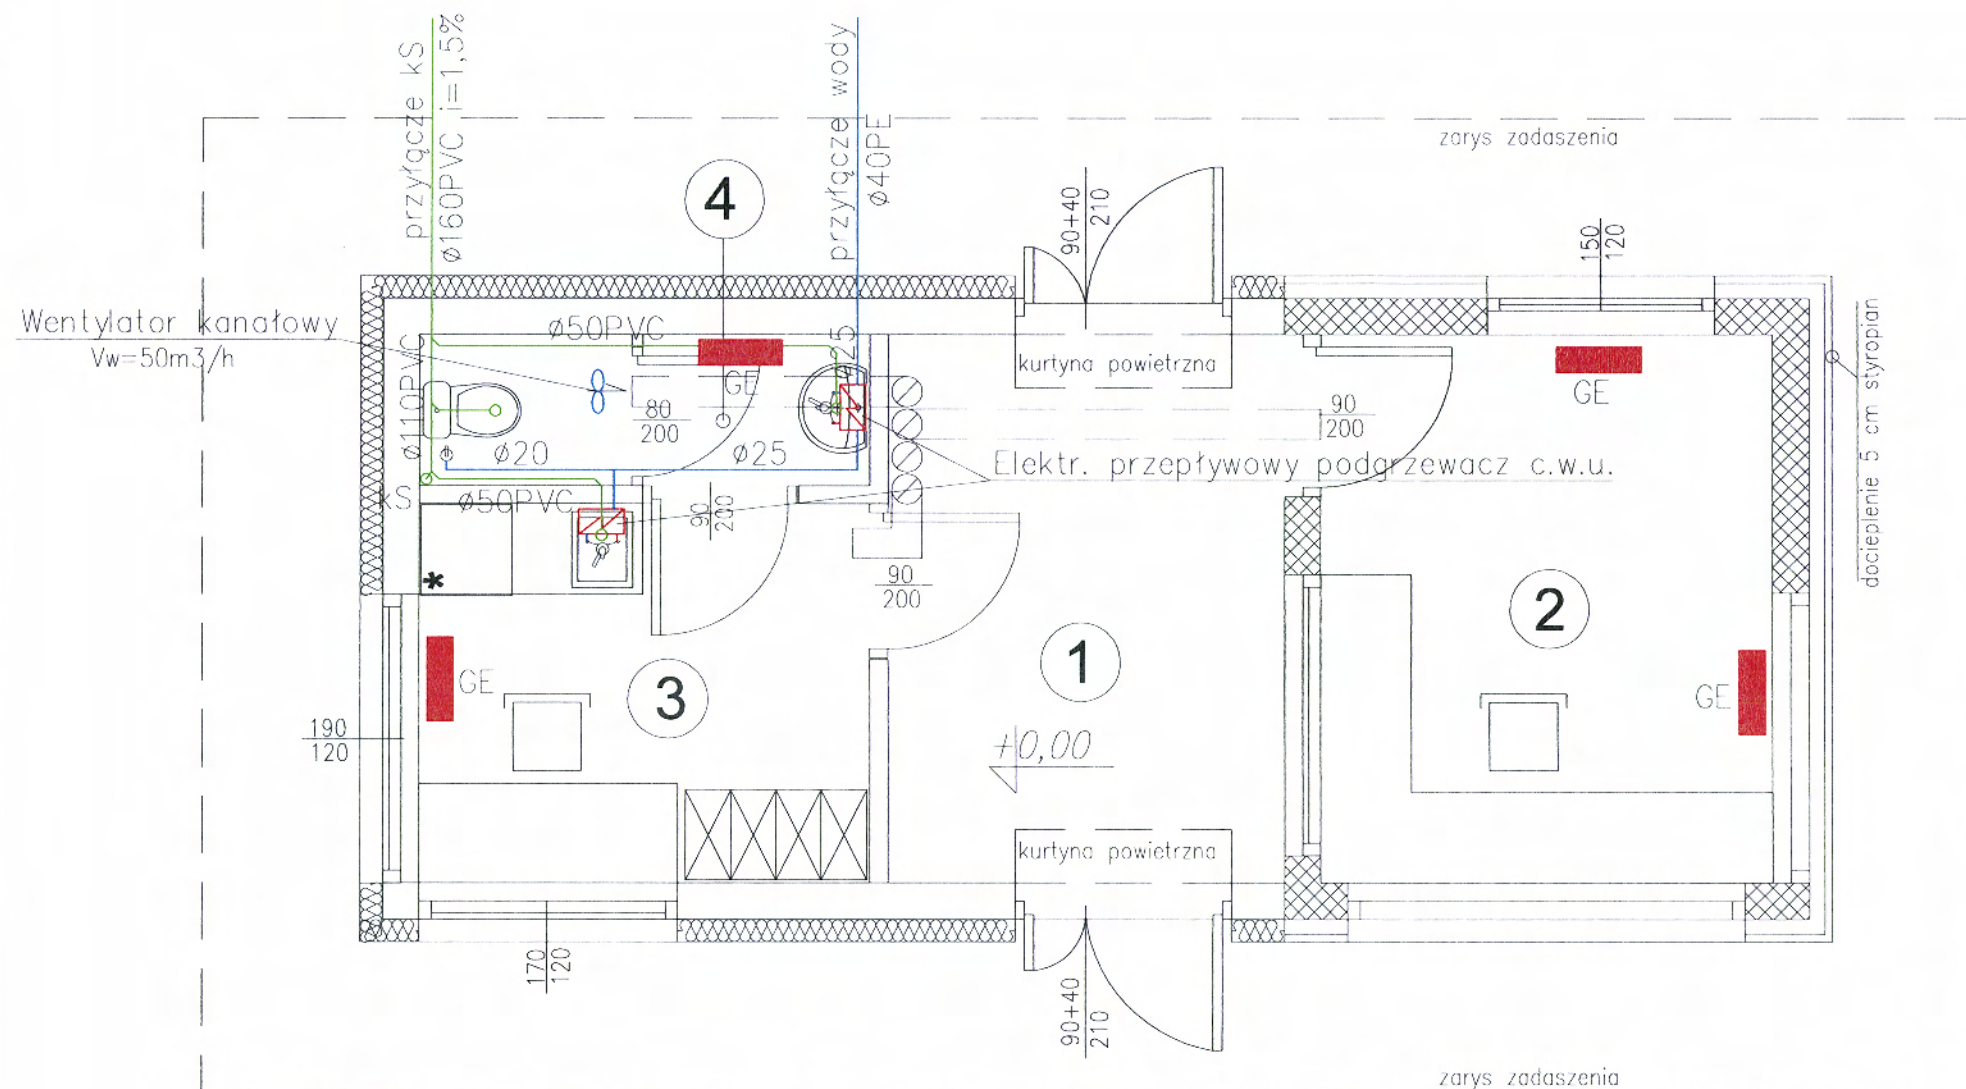 przyłącze kS
ø160PVC i=1,5%
przyłącze wody
ø40PE
zarys zadaszenia
4
90+40
210
150
120
Wentylator kanałowy
Vw=50m3/h
ø50PVC
ø25
kurtyna powietrzna
docieplenie 5 cm styropian
ø110PVC
GE
GE
80
200
90
200
ø20
ø25
Elektr. przepływowy podgrzewacz c.w.u.
kS
ø50PVC
90
200
*
90
200
2
1
3
GE
GE
190
120
+0,00
kurtyna powietrzna
170
120
90+40
210
zarys zadaszenia